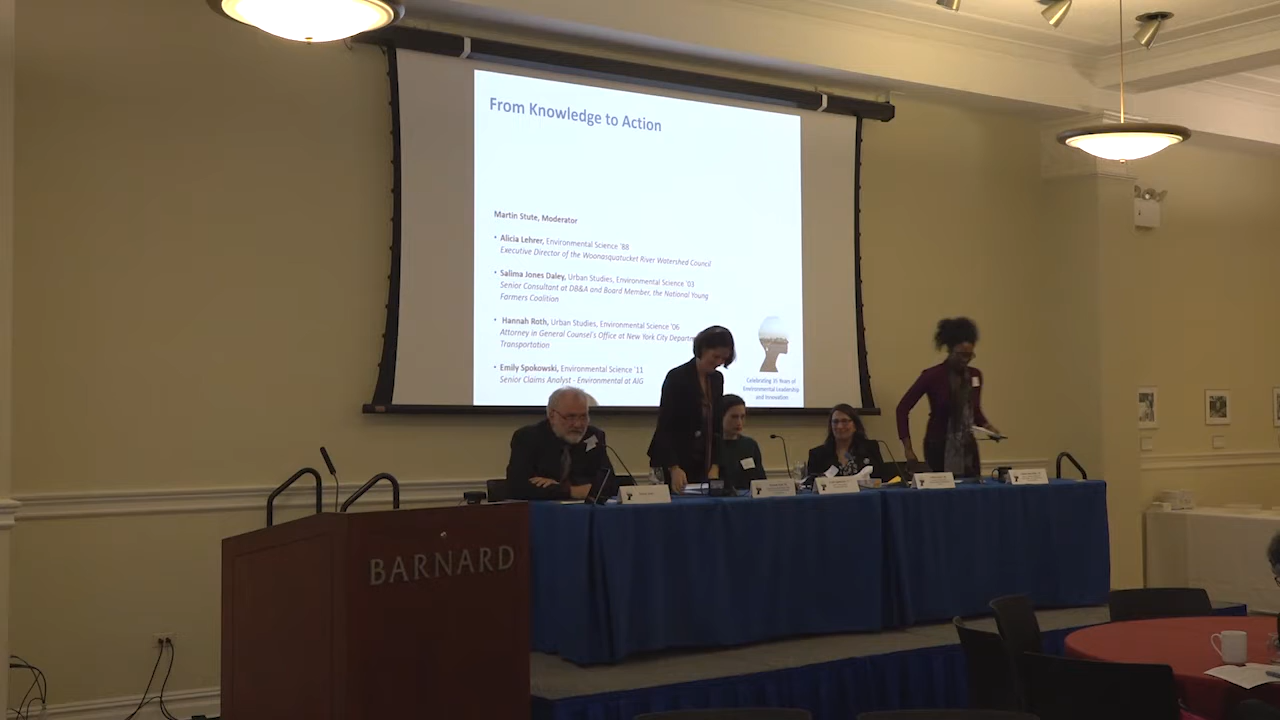 From Knowledge to Action
Martin Stute, Moderator
• Alicia Lehrer, Environmental Science '88
Executive Director of the Woonasquatucket River Watershed Council
• Salima Jones Daley, Urban Studies, Environmental Science '03
Senior Consultant at DB&A and Board Member, the National Young
Farmers Coalition
• Hannah Roth, Urban Studies, Environmental Science '06
Attorney in General Counsel's Office at New York City
Transportation
• Emily Spokowski, Environmental Science '11
Senior Claims Analyst - Environmental at AIG
Celebrating 35 Years of
Environmental Leadership
and Innovation
BARNARD